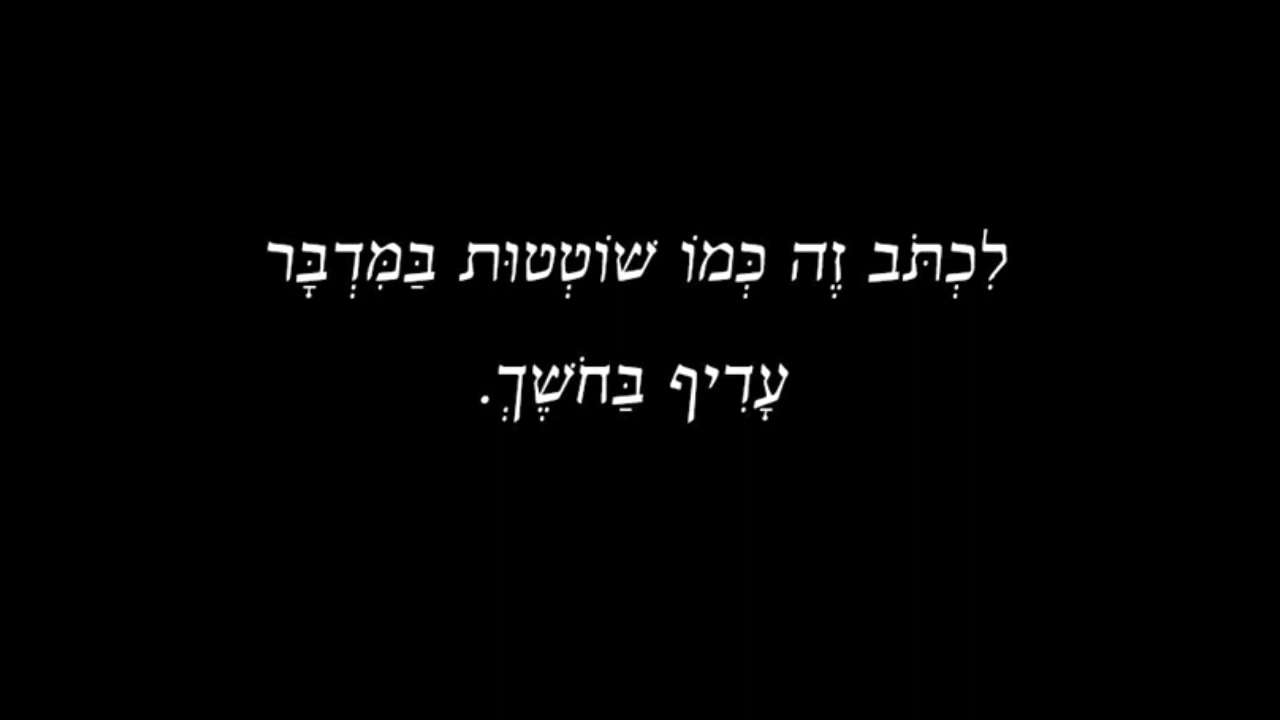 לִכְתֹּב זֶה כְּמוֹ שׁוֹטְטוּת בַּמִּדְבָּר
עָדִיף בַּחֹשֶׁךְ.